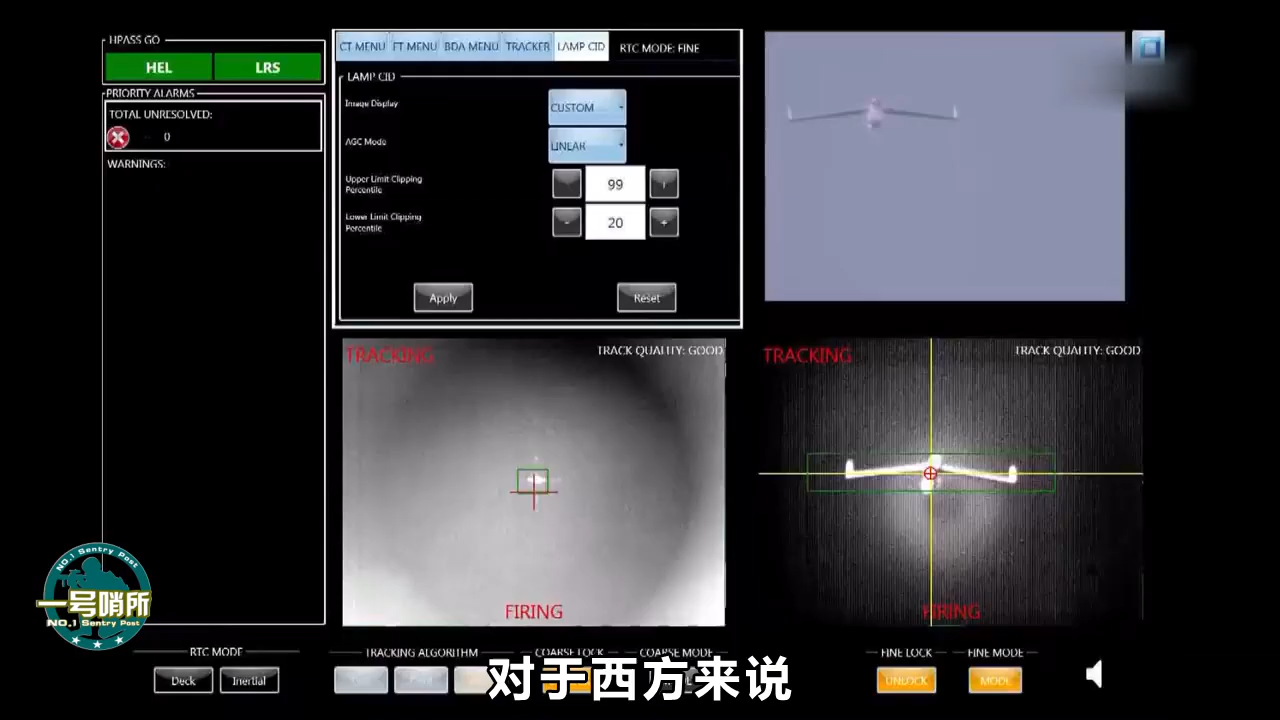 HPASS GO
HEL LRS
PRIORITY ALARMS
TOTAL UNRESOLVED:
0
WARNINGS:
CT MENU FT MENU BDA MENU TRACKER LAMP CID RTC MODE: FINE
LAMP CID
Image Display CUSTOM
AGC Mode LINEAR
Upper Limit Clipping
Percentile
99
Lower Limit Clipping
Percentile
- 20 +
Apply Reset
TRACKING TRACK QUALITY: GOOD
FIRING
TRACKING TRACK QUALITY: GOOD
FIRING
NO.1 Sentry Post
一号哨所
NO.1 Sentry Post
RTC MODE
Deck Inertial
TRACKING ALGORITHM
COARSE LOCK
COARSE MODE
FINE LOCK
UNLOCK
FINE MODE
MODE
对于西方来说